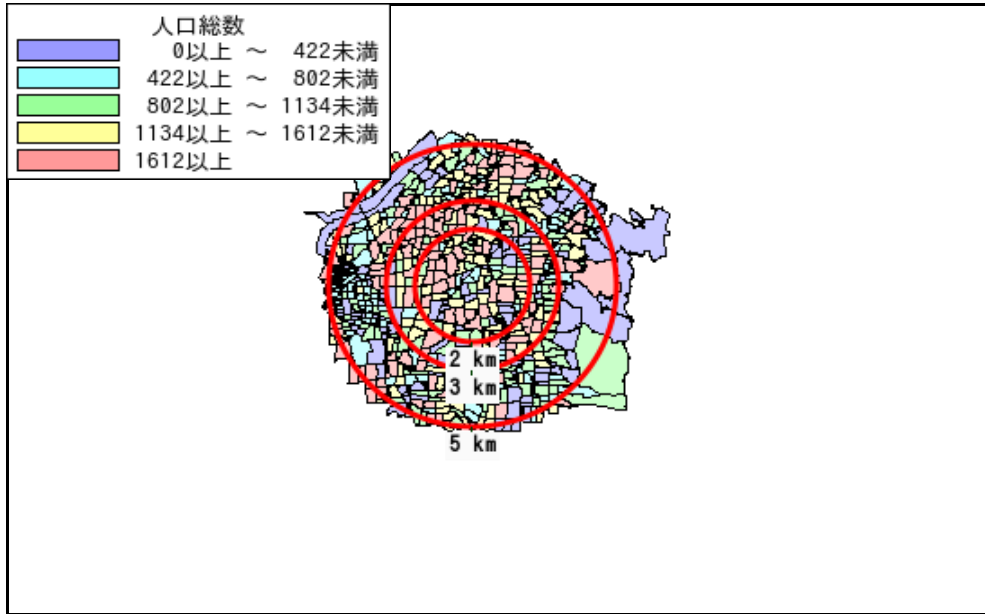 人口総数
0以上 ～ 422未満
422以上 ～ 802未満
802以上 ～ 1134未満
1134以上 ～ 1612未満
1612以上
2 km
3 km
5 km